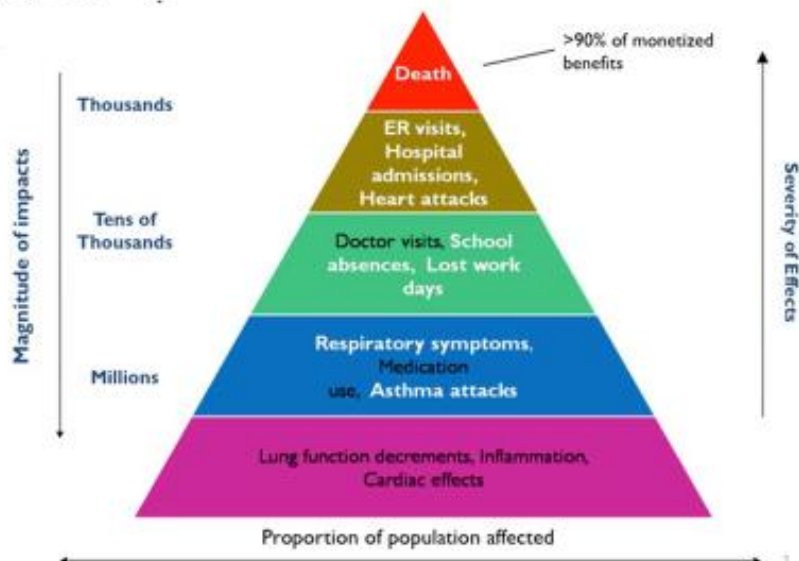 >90% of monetized
benefits
Death
Thousands
ER visits,
Hospital
admissions,
Heart attacks
Tens of
Thousands
Doctor visits, School
absences, Lost work
days
Magnitude of impacts
Severity of Effects
Respiratory symptoms,
Medication
use, Asthma attacks
Millions
Lung function decrements, Inflammation,
Cardiac effects
Proportion of population affected